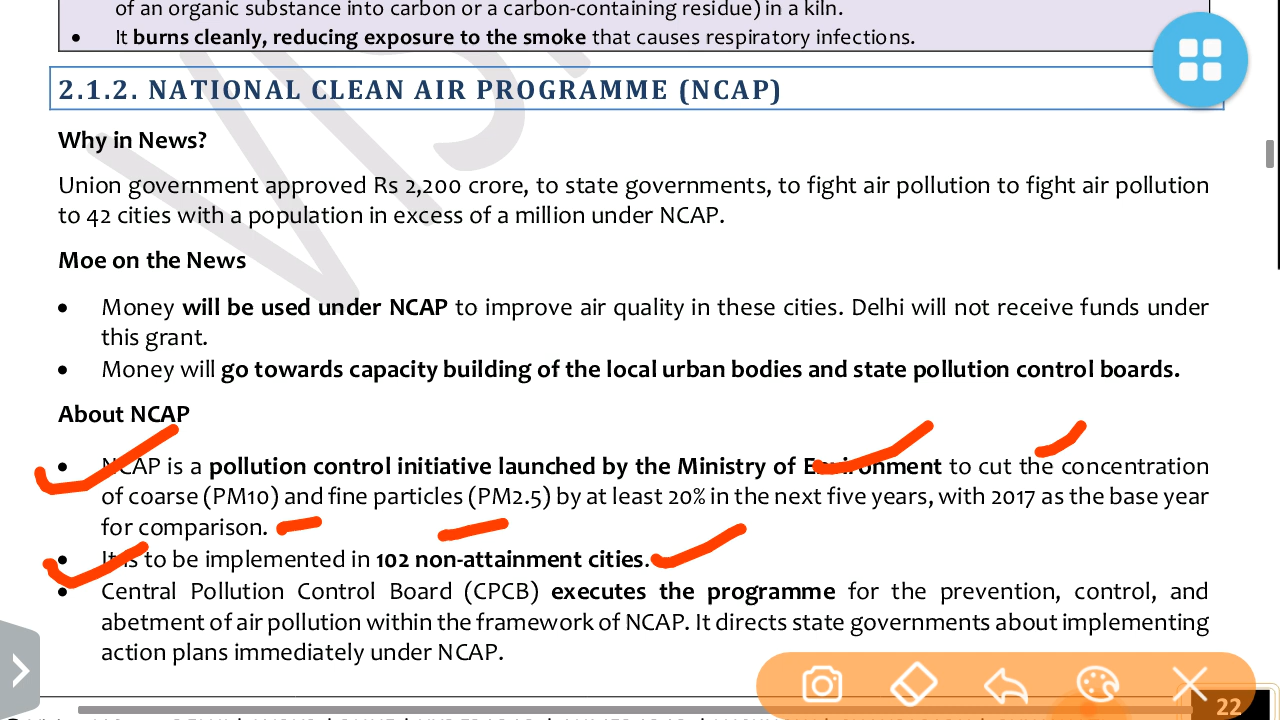 of an organic substance into carbon or a carbon-containing residue) in a kiln.
• It burns cleanly, reducing exposure to the smoke that causes respiratory infections.
2.1.2. NATIONAL CLEAN AIR PROGRAMME (NCAP)
Why in News?
Union government approved Rs 2,200 crore, to state governments, to fight air pollution to fight air pollution
to 42 cities with a population in excess of a million under NCAP.
Moe on the News
• Money will be used under NCAP to improve air quality in these cities. Delhi will not receive funds under
this grant.
• Money will go towards capacity building of the local urban bodies and state pollution control boards.
About NCAP
• NCAP is a pollution control initiative launched by the Ministry of Environment to cut the concentration
of coarse (PM10) and fine particles (PM2.5) by at least 20% in the next five years, with 2017 as the base year
for comparison.
• It is to be implemented in 102 non-attainment cities.
• Central Pollution Control Board (CPCB) executes the programme for the prevention, control, and
abetment of air pollution within the framework of NCAP. It directs state governments about implementing
action plans immediately under NCAP.
22